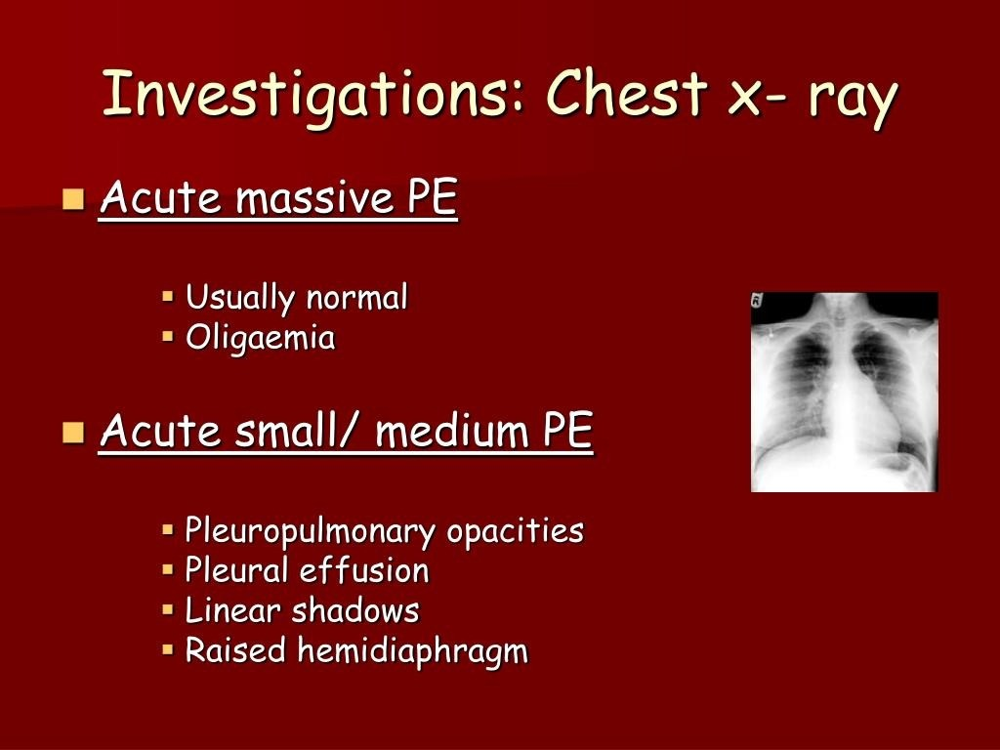 Investigations: Chest x- ray
Acute massive PE
Usually normal
Oligaemia
R
Acute small/ medium PE
Pleuropulmonary opacities
Pleural effusion
Linear shadows
Raised hemidiaphragm